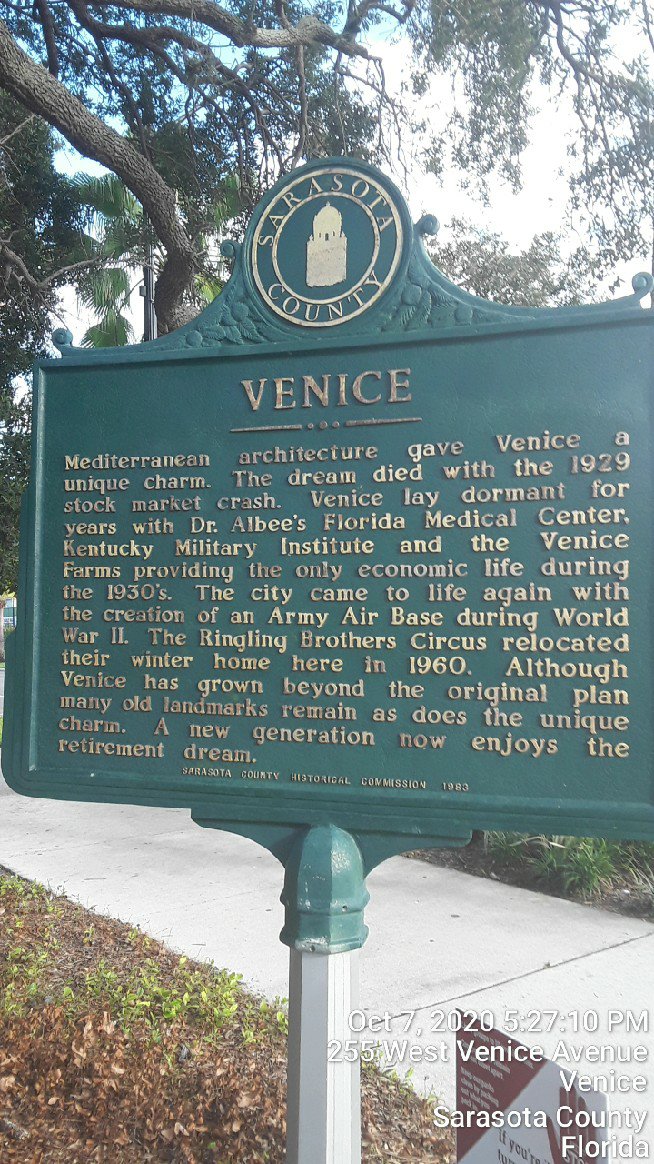 SARASOTA
COUNTY
VENICE
Mediterranean architecture gave Venice a
unique charm. The dream died with the 1929
stock market crash. Venice lay dormant for
years with Dr. Albee's Florida Medical Center,
Kentucky Military Institute and the Venice
Farms providing the only economic life during
the 1930's. The city came to life again with
the creation of an Army Air Base during World
War II. The Ringling Brothers Circus relocated
their winter home here in 1960. Although
Venice has grown beyond the original plan
many old landmarks remain as does the unique
charm. A new generation now enjoys the
retirement dream.
SARASOTA COUNTY HISTORICAL COMMISSION 1983
Oct 7, 2020 5:27:10 PM
255 West Venice Avenue
Venice
Sarasota County
Florida
If you're